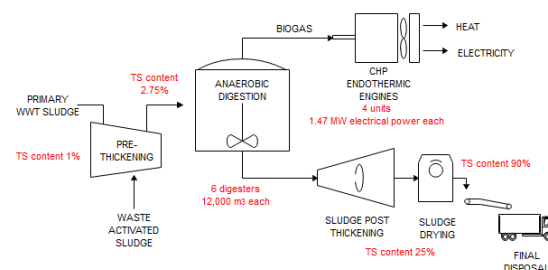 BIOGAS
HEAT
ELECTRICITY
TS content
2.75%
ANAEROBIC
DIGESTION
CHP
ENDOTHERMIC
ENGINES
4 units
1.47 MW electrical power each
PRIMARY
WWT SLUDGE
TS content 1%
PRE-
THICKENING
WASTE
ACTIVATED
SLUDGE
6 digesters
12,000 m3 each
SLUDGE POST
THICKENING
TS content 25%
SLUDGE
DRYING
TS content 90%
FINAL
DISPOSAL